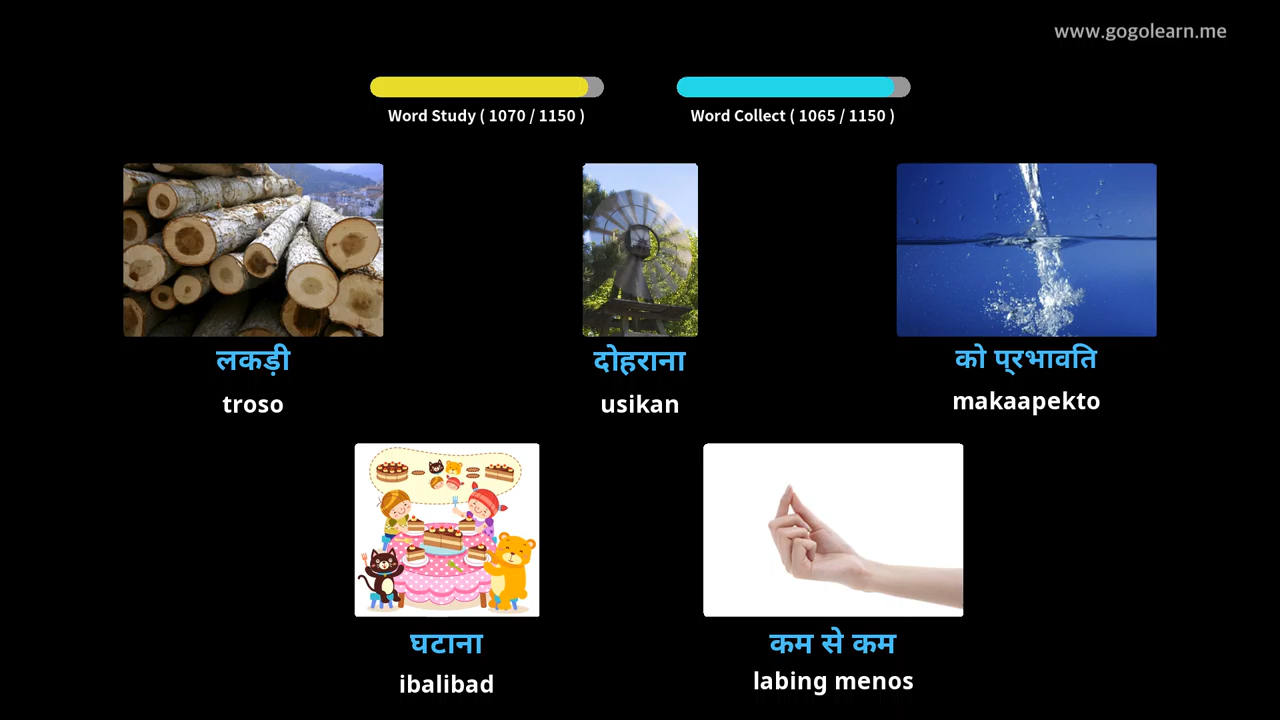 www.gogolearn.me
Word Study ( 1070 / 1150 )
Word Collect ( 1065 / 1150 )
लकड़ी
दोहराना
को प्रभावति
troso
usikan
makaapekto
घटाना
कम से कम
ibalibad
labing menos